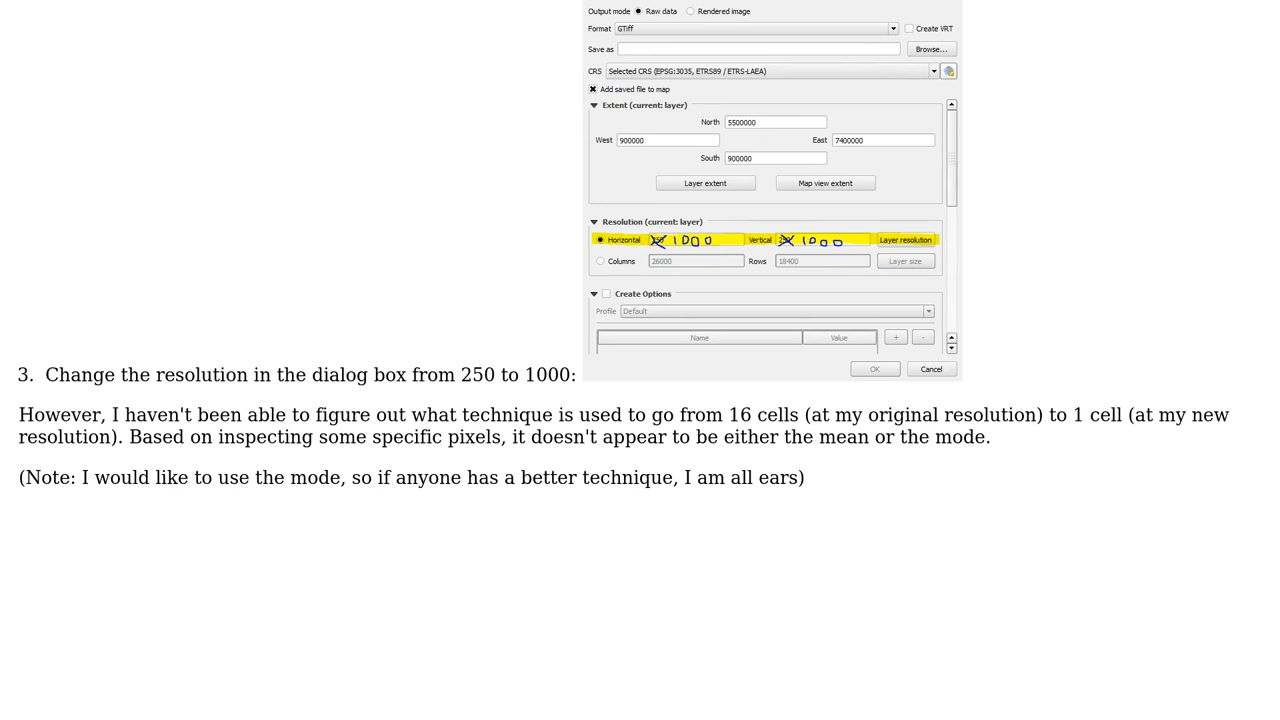 Output mode Raw data Rendered image
Format GTiff Create VRT
Save as Browse...
CRS Selected CRS (EPSG:3035, ETRS89 / ETRS-LAEA)
Add saved file to map
Extent (current: layer)
North 5500000
West 900000 East 7400000
South 900000
Layer extent Map view extent
Resolution (current: layer)
Horizontal 1000 Vertical 1000 Layer resolution
Columns 26000 Rows 18400 Layer size
Create Options
Profile Default
Name Value + -
OK Cancel
3. Change the resolution in the dialog box from 250 to 1000:
However, I haven't been able to figure out what technique is used to go from 16 cells (at my original resolution) to 1 cell (at my new
resolution). Based on inspecting some specific pixels, it doesn't appear to be either the mean or the mode.
(Note: I would like to use the mode, so if anyone has a better technique, I am all ears)